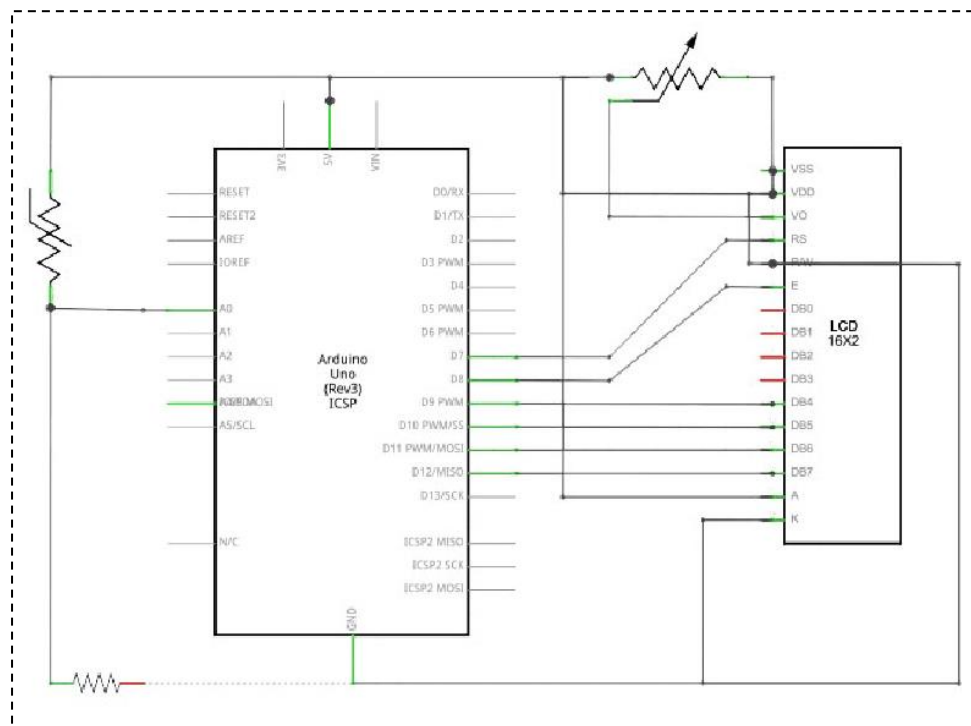 3V3
5V
VIN
RESET
RESET2
AREF
IOREF
A0
A1
A2
A3
A5/SCL
N/C
D0/RX
D1/TX
D2
D3 PWM
D4
D5 PWM
D6 PWM
D7
D8
D9 PWM
D10 PWM/SS
D11 PWM/MOSI
D12/MISO
D13/SCK
ICSP2 MISO
ICSP2 SCK
ICSP2 MOSI
GND
Arduino
Uno
(Rev3)
ICSP
VSS
VDD
VO
RS
R/W
E
DB0
DB1
DB2
DB3
DB4
DB5
DB6
DB7
A
K
LCD
16X2